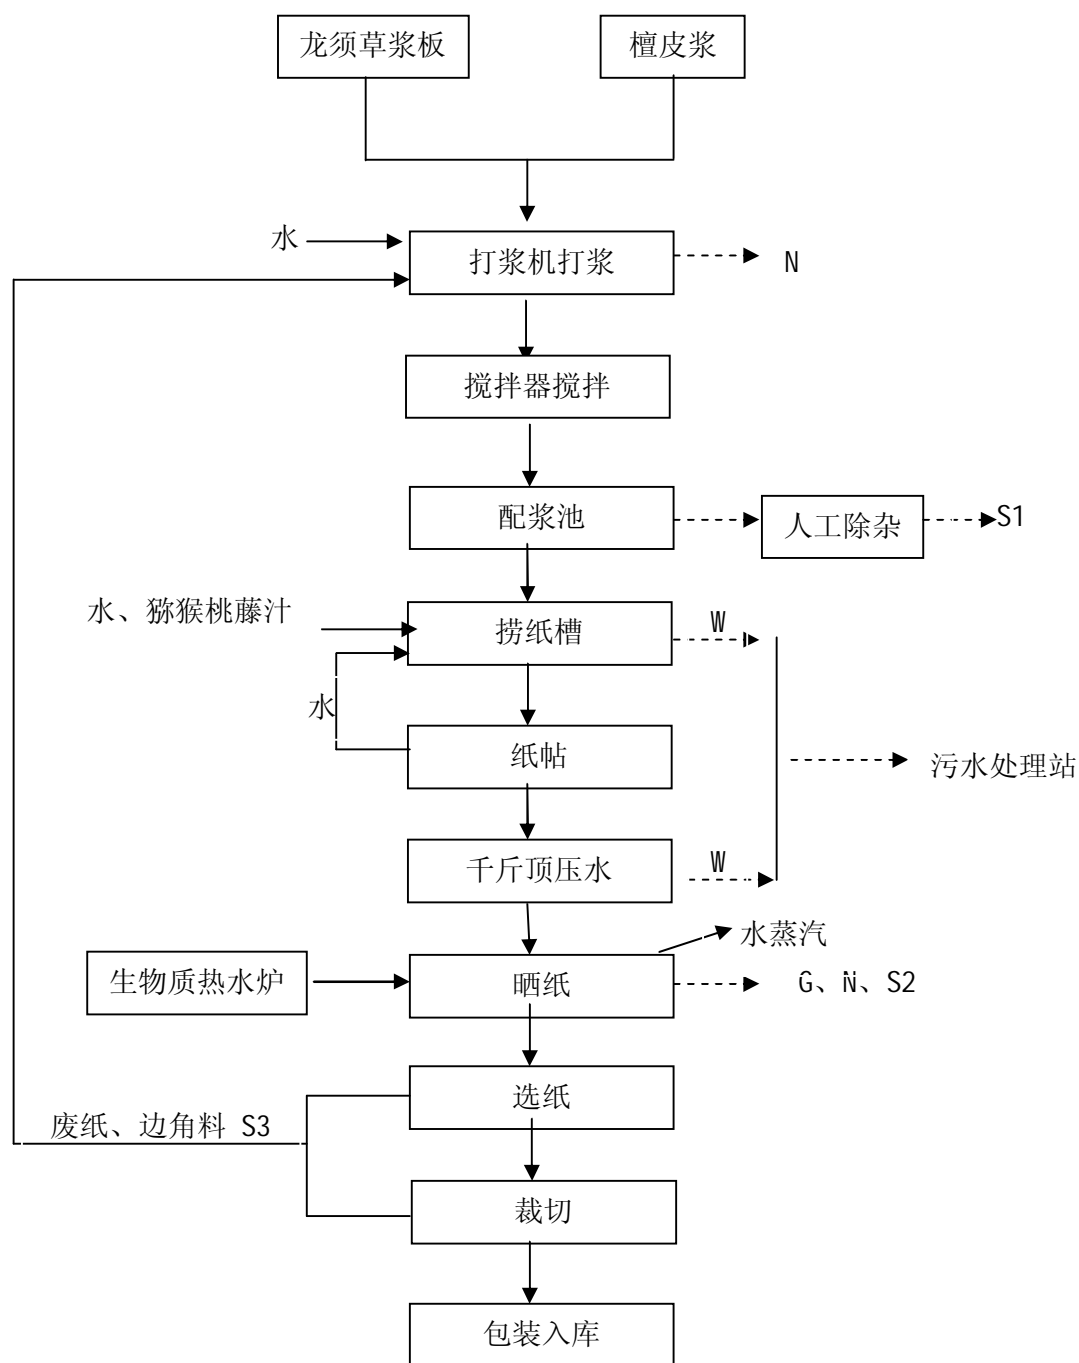 龙须草浆板
檀皮浆
水
打浆机打浆
N
搅拌器搅拌
配浆池
人工除杂
S1
水、猕猴桃藤汁
捞纸槽
W
水
纸帖
污水处理站
千斤顶压水
W
水蒸汽
生物质热水炉
晒纸
G、N、S2
选纸
废纸、边角料 S3
裁切
包装入库